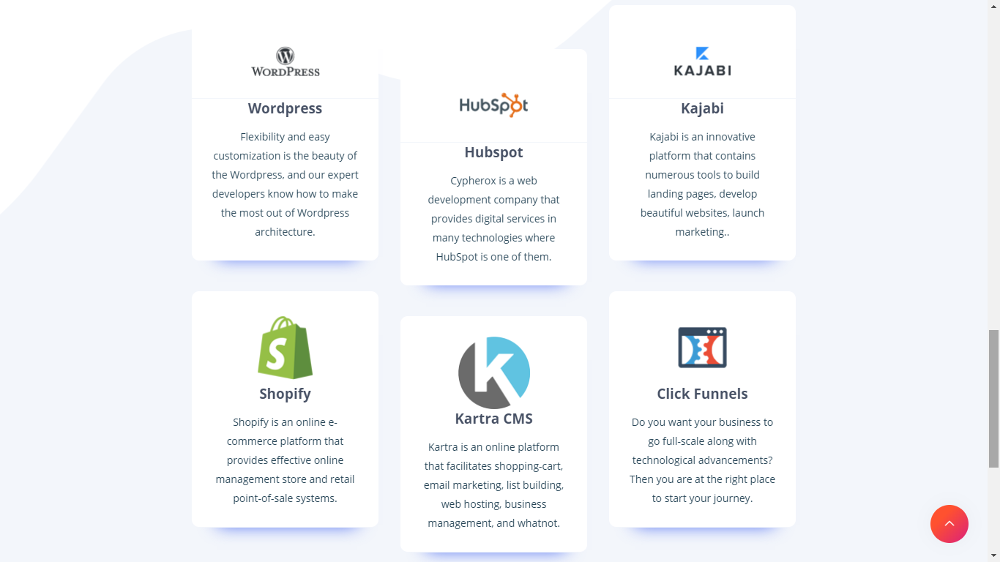 WORDPRESS
Wordpress
Flexibility and easy
customization is the beauty of
the Wordpress, and our expert
developers know how to make
the most out of Wordpress
architecture.
HubSpot
Hubspot
Cypherox is a web
development company that
provides digital services in
many technologies where
HubSpot is one of them.
KAJABI
Kajabi
Kajabi is an innovative
platform that contains
numerous tools to build
landing pages, develop
beautiful websites, launch
marketing..
Shopify
Shopify is an online e-
commerce platform that
provides effective online
management store and retail
point-of-sale systems.
Kartra CMS
Kartra is an online platform
that facilitates shopping-cart,
email marketing, list building,
web hosting, business
management, and whatnot.
Click Funnels
Do you want your business to
go full-scale along with
technological advancements?
Then you are at the right place
to start your journey.